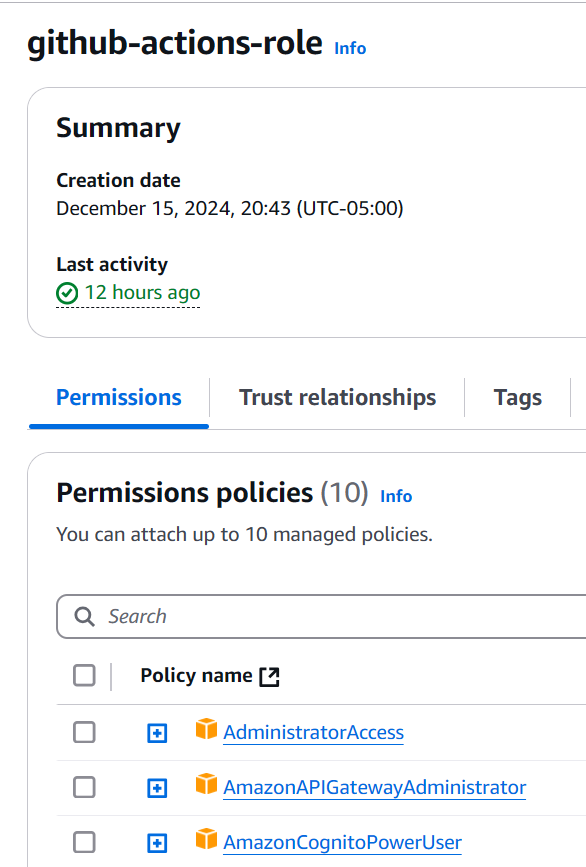 github-actions-role Info
Summary
Creation date
December 15, 2024, 20:43 (UTC-05:00)
Last activity
12 hours ago
Permissions
Trust relationships
Tags
Permissions policies (10) Info
You can attach up to 10 managed policies.
Search
Policy name
AdministratorAccess
AmazonAPIGatewayAdministrator
AmazonCognitoPowerUser